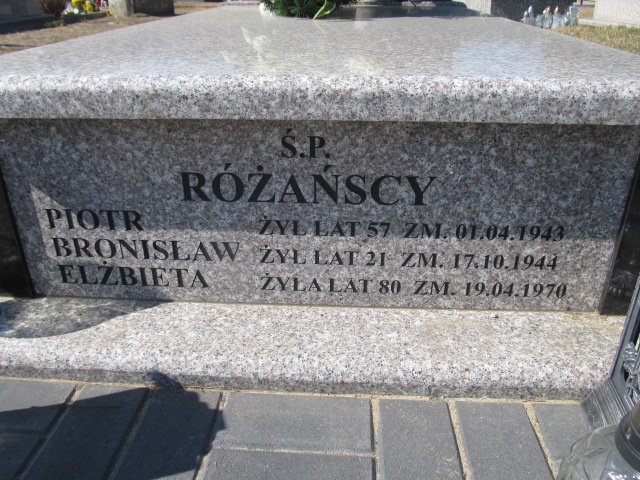 Ś.P.
RÓŻAŃSCY
PIOTR ŻYŁ LAT 57 ZM. 01.04.1943
BRONISŁAW ŻYŁ LAT 21 ZM. 17.10.1944
ELŻBIETA ŻYŁA LAT 80 ZM. 19.04.1970